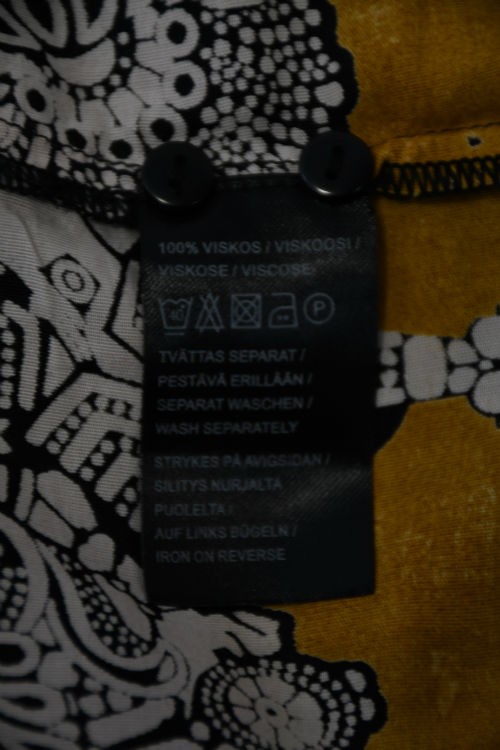 100% VISKOS / VISKOOSI /
VISKOSE / VISCOSE
40 P
TVÄTTAS SEPARAT /
PESTÄVÄ ERILLÄÄN /
SEPARAT WASCHEN /
WASH SEPARATELY
STRYKES PÅ AVIGSIDAN /
SILITYS NURJALTA
PUOLELTA /
AUF LINKS BÜGELN /
IRON ON REVERSE